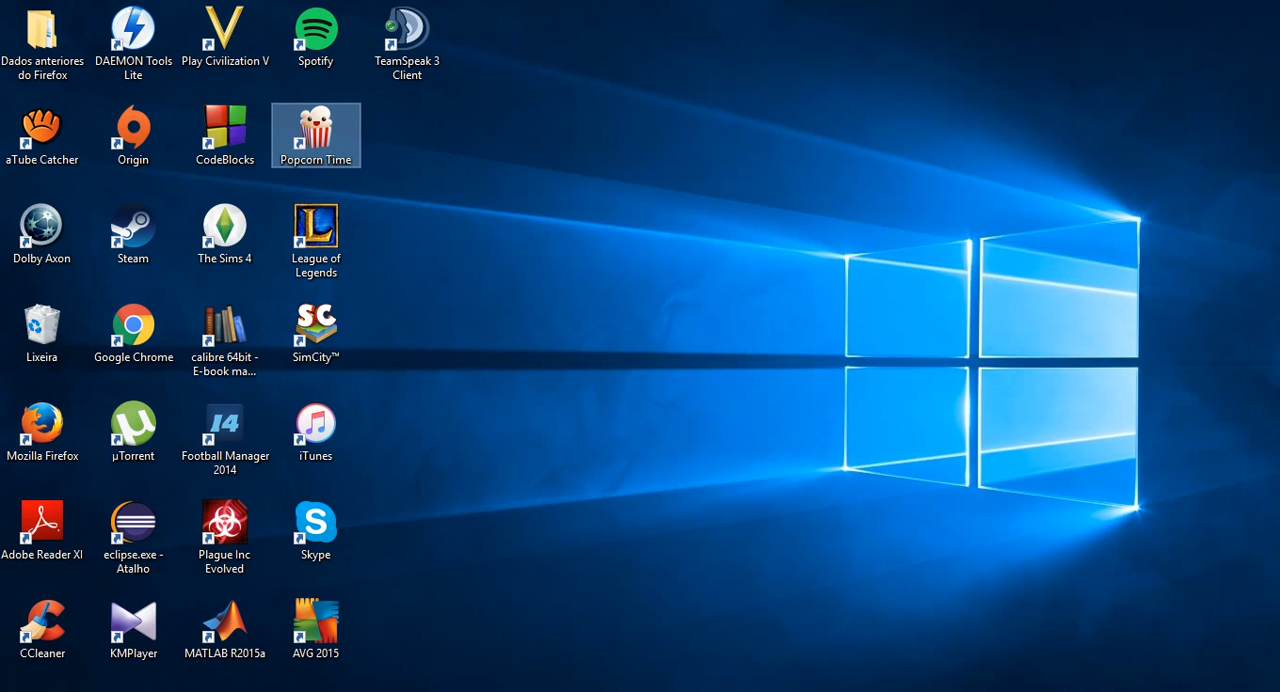 Dados anteriores
do Firefox
DAEMON Tools
Lite
Play Civilization V
Spotify
TeamSpeak 3
Client
aTube Catcher
Origin
CodeBlocks
Popcorn Time
Dolby Axon
Steam
The Sims 4
L
League of
Legends
Lixeira
Google Chrome
calibre 64bit -
E-book ma...
SC
SimCity™
Mozilla Firefox
µ
µTorrent
14
Football Manager
2014
iTunes
Adobe Reader XI
eclipse.exe -
Atalho
Plague Inc
Evolved
S
Skype
CCleaner
KMPlayer
MATLAB R2015a
AVG 2015